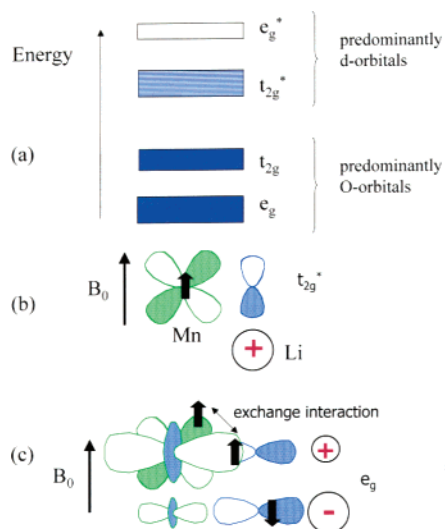 Energy
e_g*
t_2g*
predominantly
d-orbitals
(a)
t_2g
e_g
predominantly
O-orbitals
(b)
B_0
Mn
t_2g*
+
Li
(c)
B_0
exchange interaction
+
e_g
-